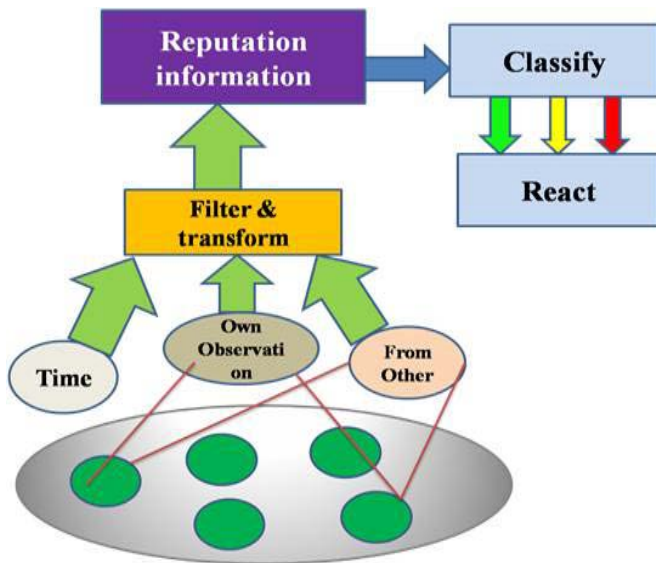 Reputation
information
Classify
React
Filter &
transform
Own
Observati
on
Time
From
Other